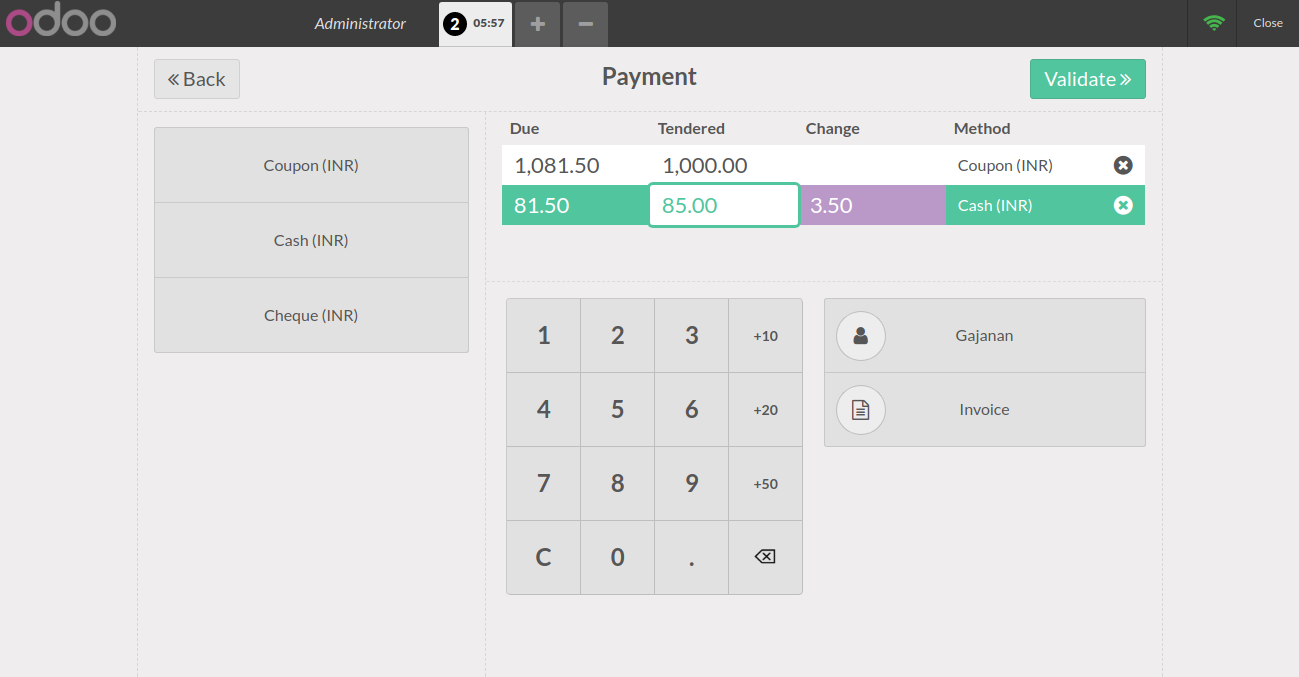 odoo Administrator 2 05:57 + − Close
« Back Payment Validate »
Coupon (INR)
Cash (INR)
Cheque (INR)
Due Tendered Change Method
1,081.50 1,000.00 Coupon (INR)
81.50 85.00 3.50 Cash (INR)
1 2 3 +10
4 5 6 +20
7 8 9 +50
C 0 .
Gajanan
Invoice